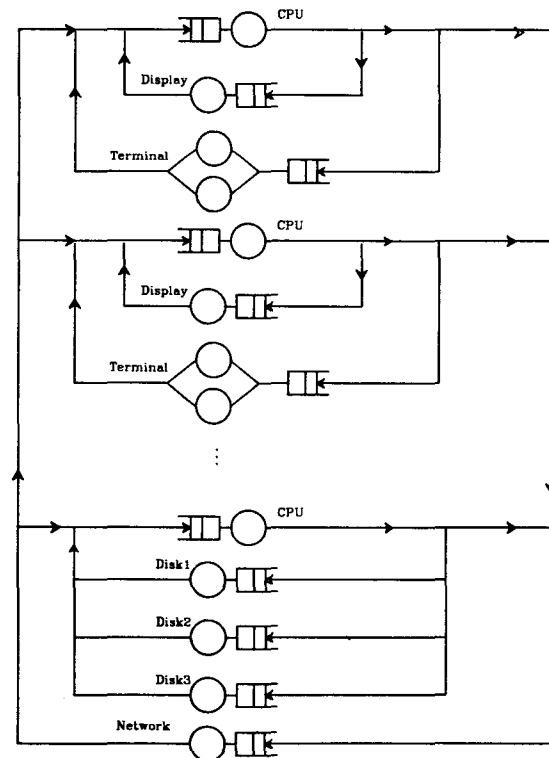 CPU
Display
Terminal
CPU
Display
Terminal
CPU
Disk1
Disk2
Disk3
Network